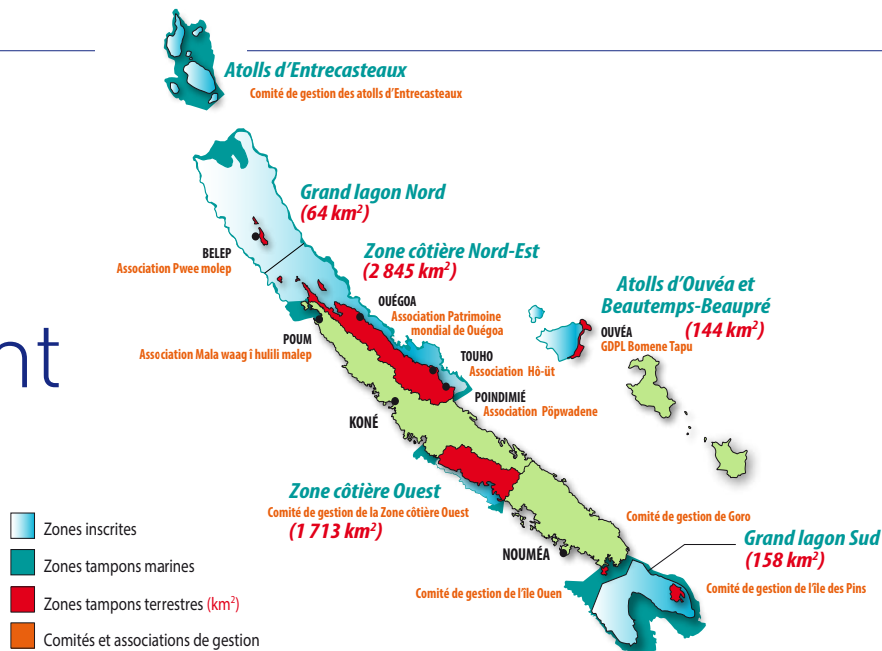 Atolls d'Entrecasteaux
Comité de gestion des atolls d'Entrecasteaux
Grand lagon Nord
(64 km²)
BELEP
Association Pwee molep
Zone côtière Nord-Est
(2 845 km²)
OUÉGOA
Association Patrimoine
mondial de Ouégoa
Atolls d'Ouvéa et
Beautemps-Beaupré
(144 km²)
OUVÉA
GDPL Bomene Tapu
POUM
Association Mala waag î hulili malep
nt
TOUHO
Association Hô-üt
POINDIMIÉ
Association Pöpwadene
KONÉ
Zone côtière Ouest
Comité de gestion de la Zone côtière Ouest
(1 713 km²)
Comité de gestion de Goro
NOUMÉA
Grand lagon Sud
(158 km²)
Comité de gestion de l'île Ouen
Comité de gestion de l'île des Pins
Zones inscrites
Zones tampons marines
Zones tampons terrestres (km²)
Comités et associations de gestion